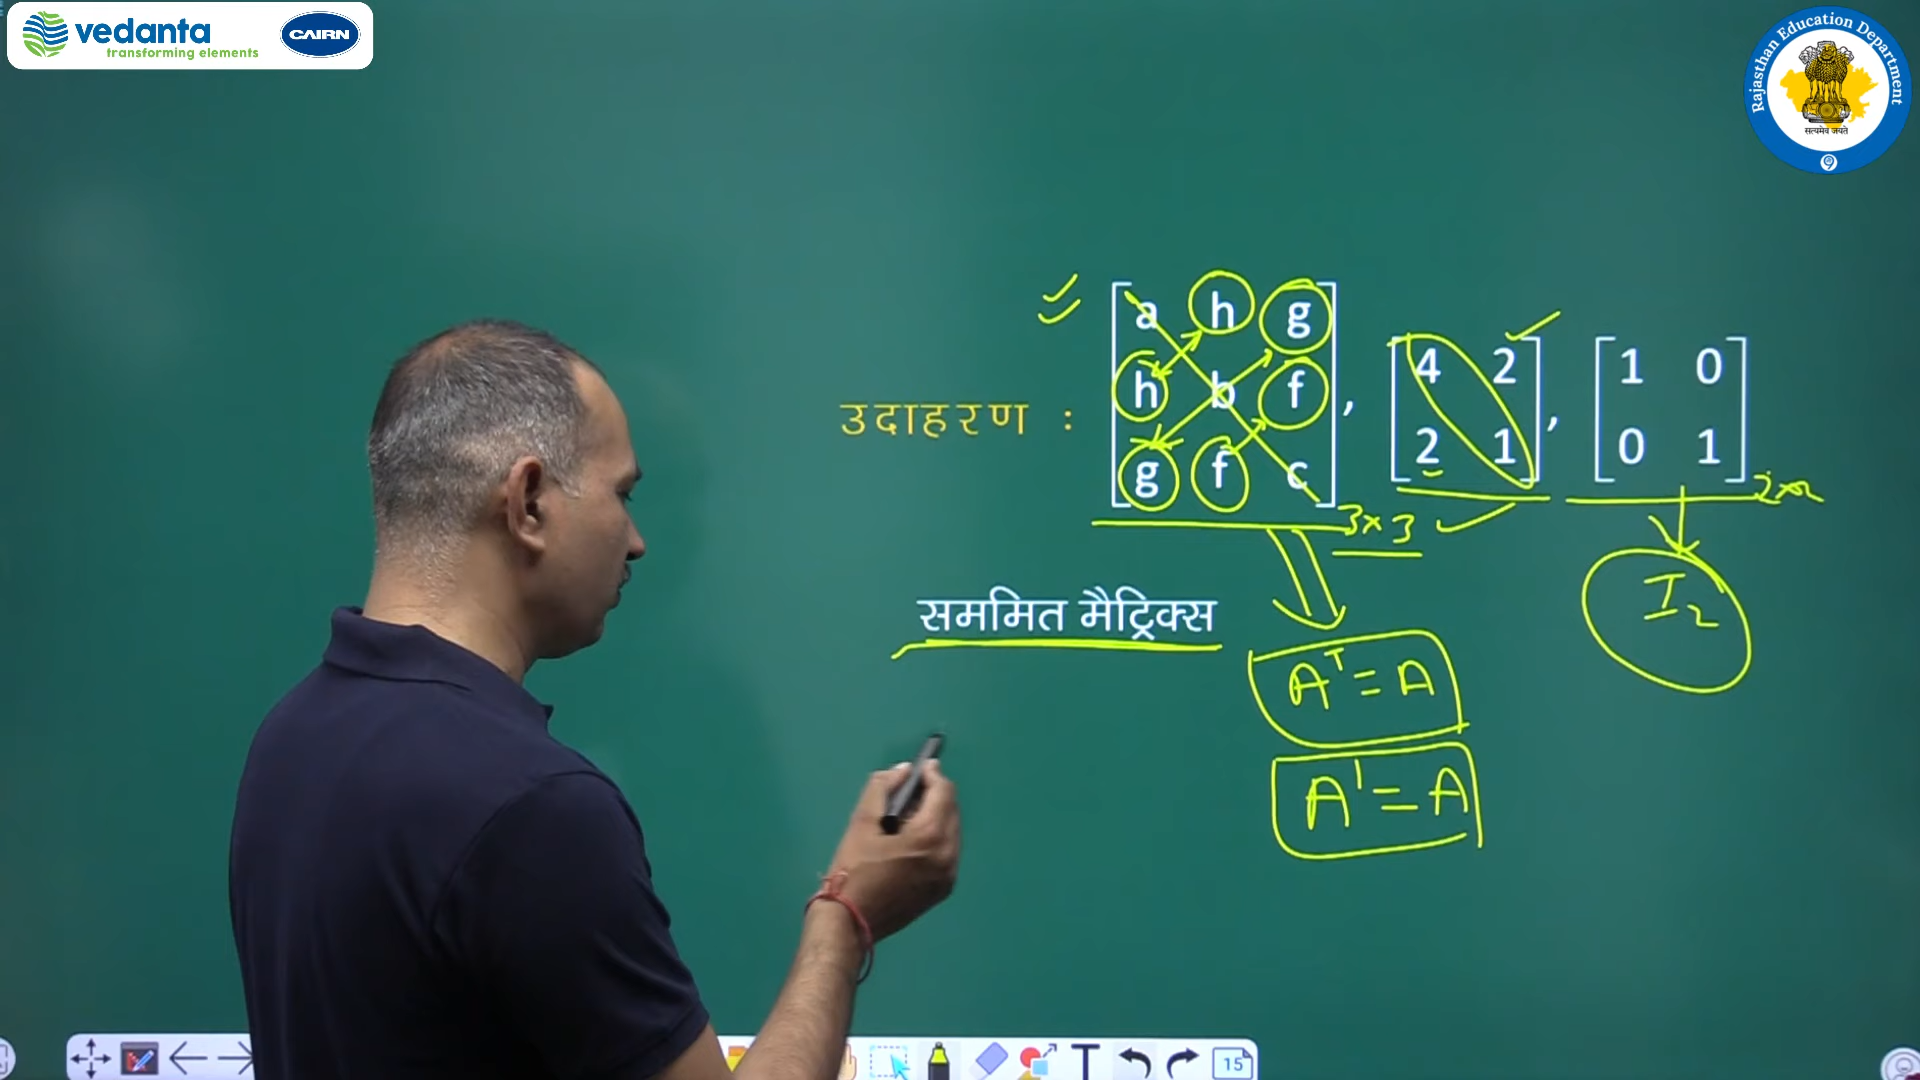 vedanta
transforming elements
CAIRN
Rajasthan Education Department
सत्यमेव जयते
उदाहरण :
[a h g
h b f
g f c] 3×3 ,
[4 2
2 1] ,
[1 0
0 1] 2×2
I₂
सममित मैट्रिक्स
Aᵀ = A
A' = A
T
15